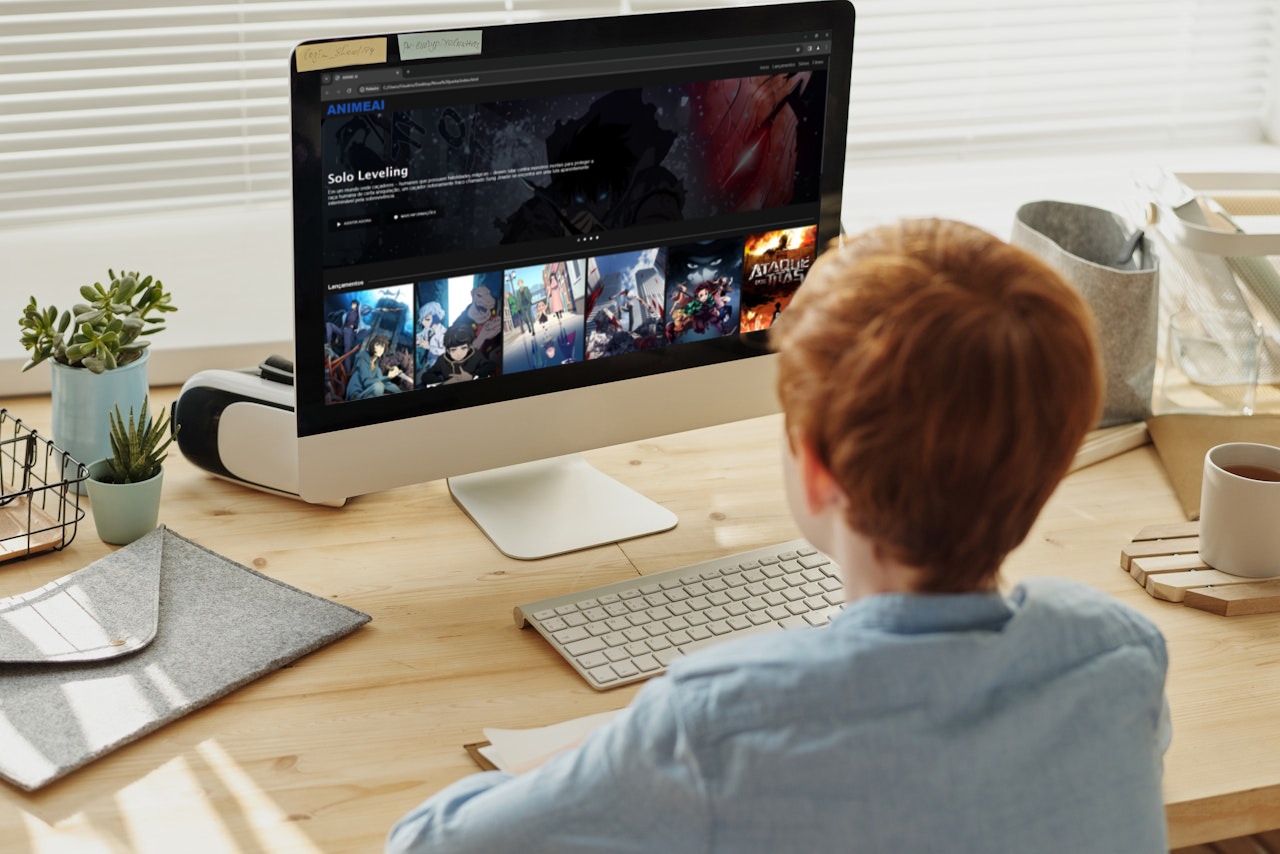 ANIMEAI
Início Lançamentos Séries Filmes
Solo Leveling
Em um mundo onde caçadores – humanos que possuem habilidades mágicas – devem lutar contra monstros mortais para proteger a
raça humana de certa aniquilação, um caçador notoriamente fraco chamado Sung Jinwoo se encontra em uma luta aparentemente
interminável pela sobrevivência.
ASSISTIR AGORA
MAIS INFORMAÇÕES
Lançamentos
ATAQUE
DOS TITÃS